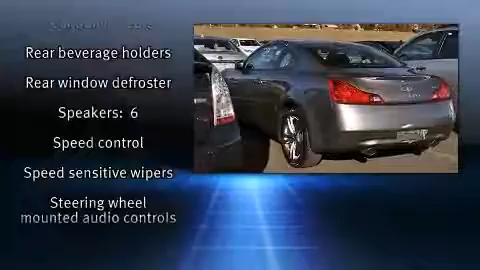 Rear beverage holders
Rear window defroster
Speakers: 6
Speed control
Speed sensitive wipers
Steering wheel
mounted audio controls